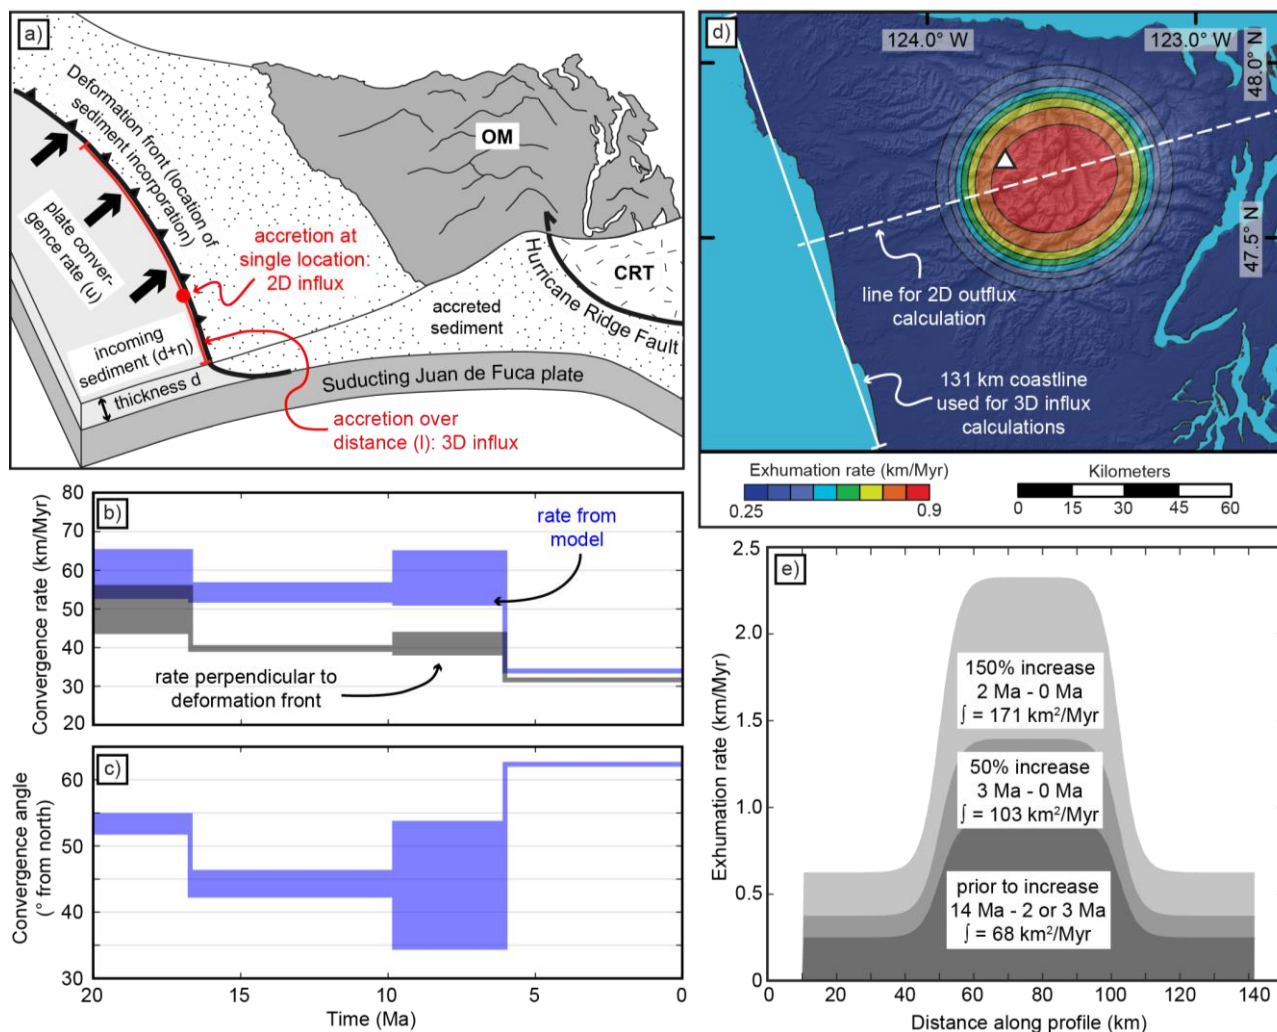 a)
Deformation front (location of
sediment incorporation)
plate conver-
gence rate (u)
incoming
sediment (d+η)
thickness d
OM
CRT
Hurricane Ridge Fault
accretion at
single location:
2D influx
accreted
sediment
Suducting Juan de Fuca plate
accretion over
distance (l): 3D influx
b)
Convergence rate (km/Myr)
80
70
60
50
40
30
20
rate from
model
rate perpendicular to
deformation front
c)
Convergence angle
(° from north)
60
50
40
30
20
15
10
5
0
Time (Ma)
d)
124.0° W
123.0° W
48.0° N
47.5° N
line for 2D outflux
calculation
131 km coastline
used for 3D influx
calculations
Exhumation rate (km/Myr)
0.25
0.9
Kilometers
0 15 30 45 60
e)
Exhumation rate (km/Myr)
2.5
2.0
1.5
1.0
0.5
0
150% increase
2 Ma - 0 Ma
∫ = 171 km²/Myr
50% increase
3 Ma - 0 Ma
∫ = 103 km²/Myr
prior to increase
14 Ma - 2 or 3 Ma
∫ = 68 km²/Myr
0 20 40 60 80 100 120 140
Distance along profile (km)